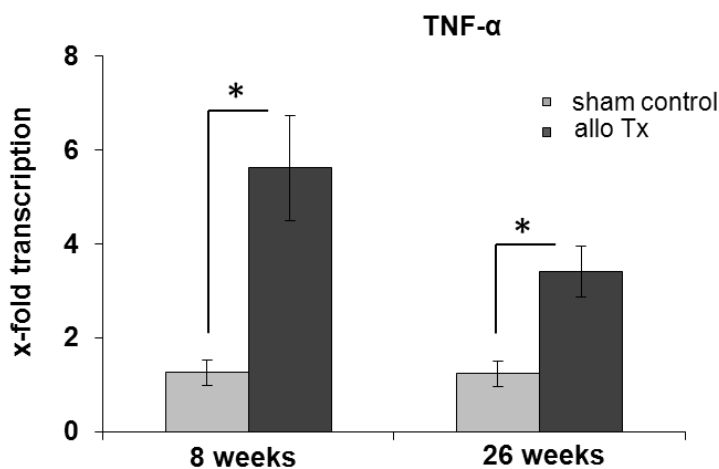 TNF-α
8
6
4
2
0
x-fold transcription
sham control
allo Tx
*
*
8 weeks
26 weeks